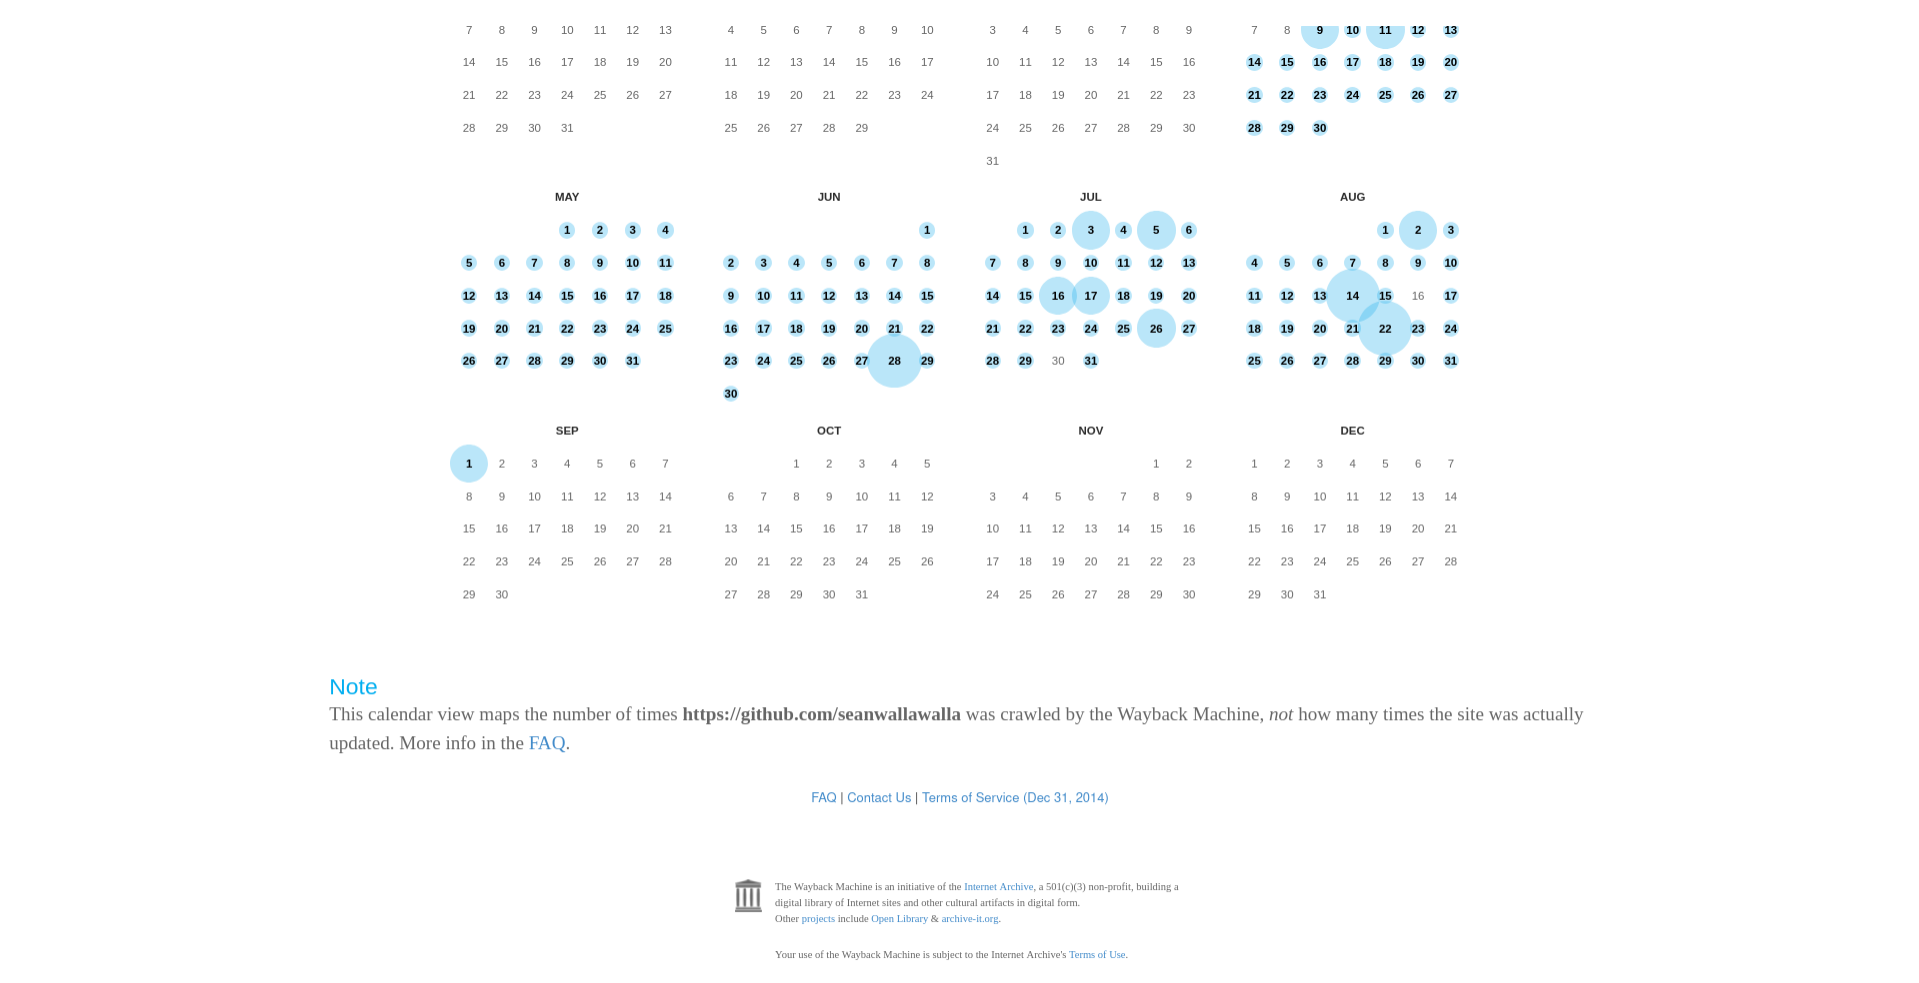 7 8 9 10 11 12 13 4 5 6 7 8 9 10 3 4 5 6 7 8 9 7 8 9 10 11 12 13
14 15 16 17 18 19 20 11 12 13 14 15 16 17 10 11 12 13 14 15 16 14 15 16 17 18 19 20
21 22 23 24 25 26 27 18 19 20 21 22 23 24 17 18 19 20 21 22 23 21 22 23 24 25 26 27
28 29 30 31 25 26 27 28 29 24 25 26 27 28 29 30 28 29 30
31
MAY JUN JUL AUG
1 2 3 4 1 1 2 3 4 5 6 1 2 3
5 6 7 8 9 10 11 2 3 4 5 6 7 8 7 8 9 10 11 12 13 4 5 6 7 8 9 10
12 13 14 15 16 17 18 9 10 11 12 13 14 15 14 15 16 17 18 19 20 11 12 13 14 15 16 17
19 20 21 22 23 24 25 16 17 18 19 20 21 22 21 22 23 24 25 26 27 18 19 20 21 22 23 24
26 27 28 29 30 31 23 24 25 26 27 28 29 28 29 30 31 25 26 27 28 29 30 31
30
SEP OCT NOV DEC
1 2 3 4 5 6 7 1 2 3 4 5 1 2 1 2 3 4 5 6 7
8 9 10 11 12 13 14 6 7 8 9 10 11 12 3 4 5 6 7 8 9 8 9 10 11 12 13 14
15 16 17 18 19 20 21 13 14 15 16 17 18 19 10 11 12 13 14 15 16 15 16 17 18 19 20 21
22 23 24 25 26 27 28 20 21 22 23 24 25 26 17 18 19 20 21 22 23 22 23 24 25 26 27 28
29 30 27 28 29 30 31 24 25 26 27 28 29 30 29 30 31
Note
This calendar view maps the number of times https://github.com/seanwallawalla was crawled by the Wayback Machine, not how many times the site was actually
updated. More info in the FAQ.
FAQ | Contact Us | Terms of Service (Dec 31, 2014)
The Wayback Machine is an initiative of the Internet Archive, a 501(c)(3) non-profit, building a
digital library of Internet sites and other cultural artifacts in digital form.
Other projects include Open Library & archive-it.org.
Your use of the Wayback Machine is subject to the Internet Archive's Terms of Use.